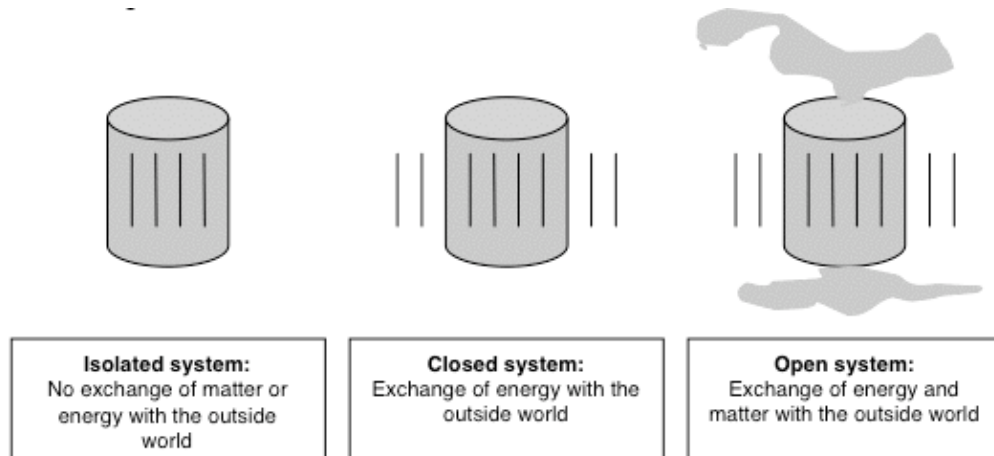 Isolated system:
No exchange of matter or
energy with the outside
world
Closed system:
Exchange of energy with the
outside world
Open system:
Exchange of energy and
matter with the outside world